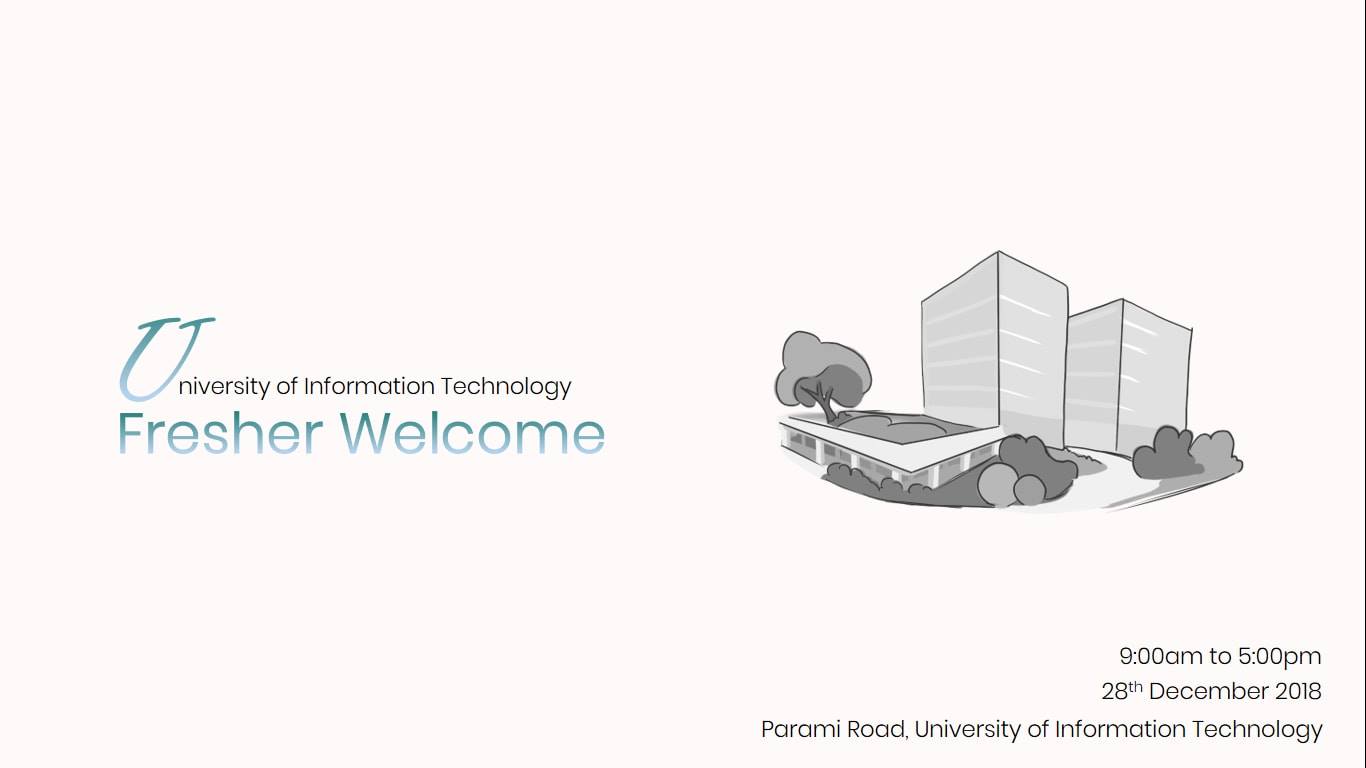 University of Information Technology
Fresher Welcome
9:00am to 5:00pm
28th December 2018
Parami Road, University of Information Technology